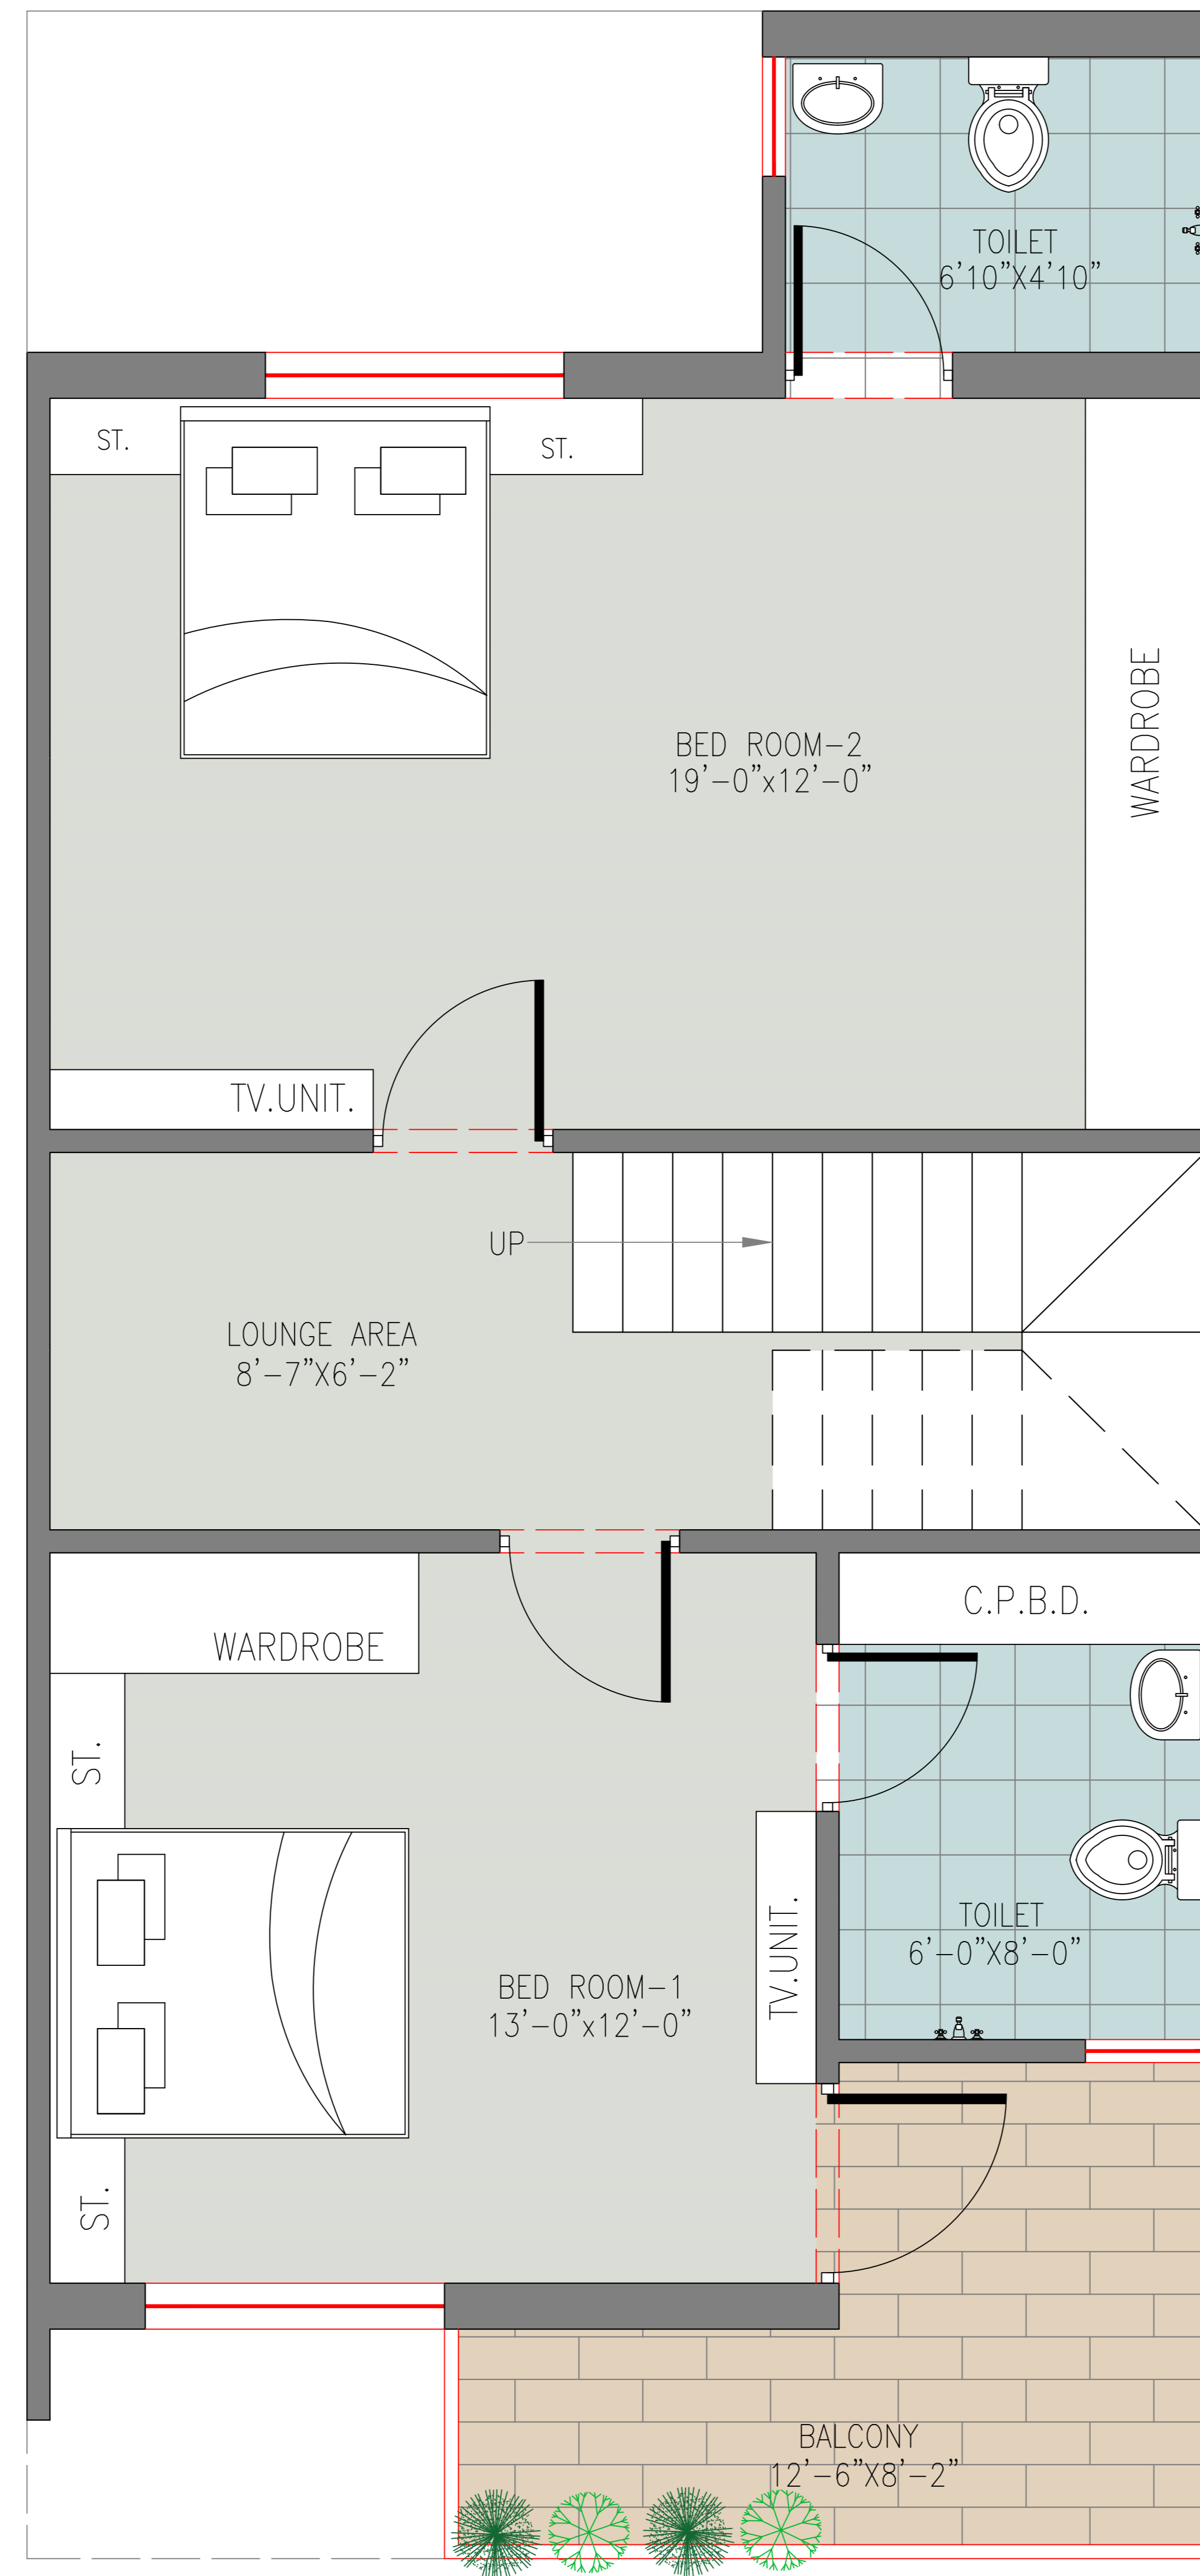 TOILET
6'10"X4'10"
ST.
ST.
BED ROOM-2
19'-0"x12'-0"
WARDROBE
TV.UNIT.
UP
LOUNGE AREA
8'-7"X6'-2"
C.P.B.D.
WARDROBE
ST.
TOILET
6'-0"X8'-0"
TV.UNIT.
BED ROOM-1
13'-0"x12'-0"
ST.
BALCONY
12'-6"X8'-2"